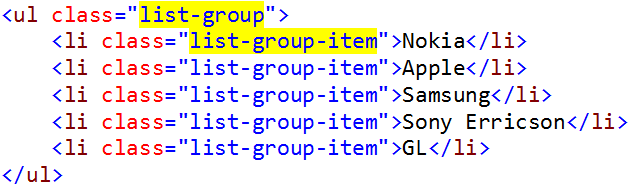 <ul class="list-group">
    <li class="list-group-item">Nokia</li>
    <li class="list-group-item">Apple</li>
    <li class="list-group-item">Samsung</li>
    <li class="list-group-item">Sony Erricson</li>
    <li class="list-group-item">GL</li>
</ul>